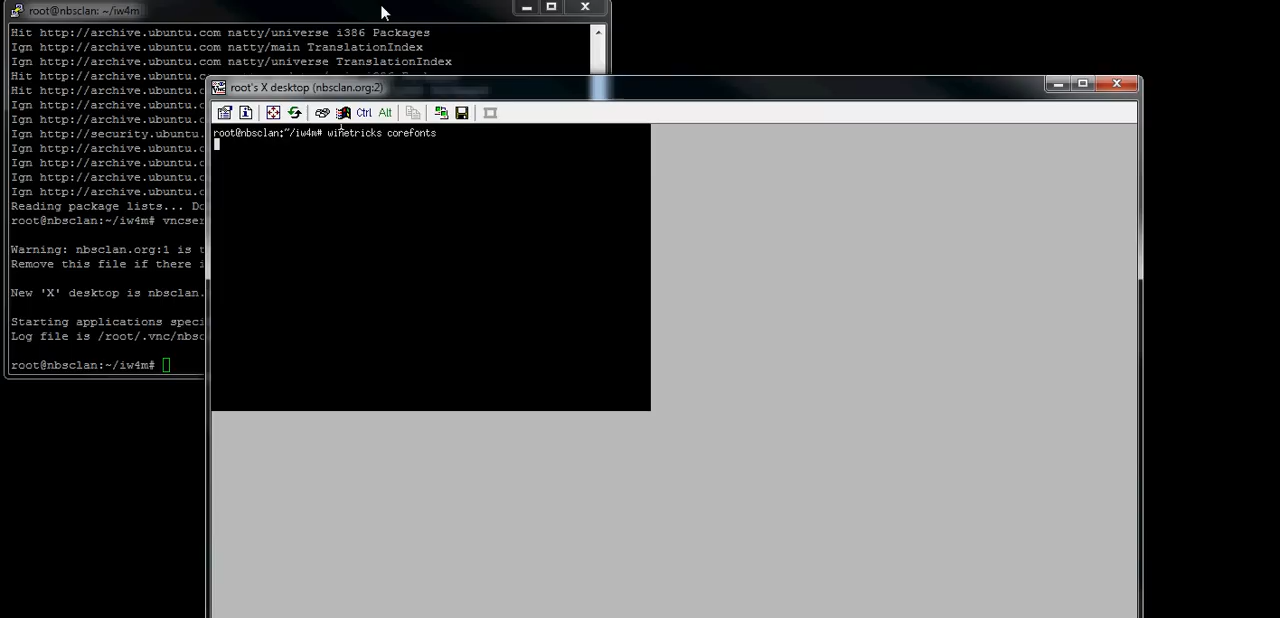 root@nbsclan: ~/iw4m
Hit http://archive.ubuntu.com natty/universe i386 Packages
Ign http://archive.ubuntu.com natty/main TranslationIndex
Ign http://archive.ubuntu.com natty/universe TranslationIndex
Hit http://archive.ubuntu.com
Hit http://archive.ubuntu.c
Ign http://archive.ubuntu.c
Ign http://archive.ubuntu.c
Ign http://security.ubuntu.
Ign http://archive.ubuntu.c
Ign http://archive.ubuntu.c
Ign http://archive.ubuntu.c
Ign http://archive.ubuntu.c
Reading package lists... Do
root@nbsclan:~/iw4m# vncser
Warning: nbsclan.org:1 is t
Remove this file if there i
New 'X' desktop is nbsclan.
Starting applications speci
Log file is /root/.vnc/nbsc
root@nbsclan:~/iw4m#
root's X desktop (nbsclan.org:2)
Ctrl Alt
root@nbsclan:~/iw4m# winetricks corefonts